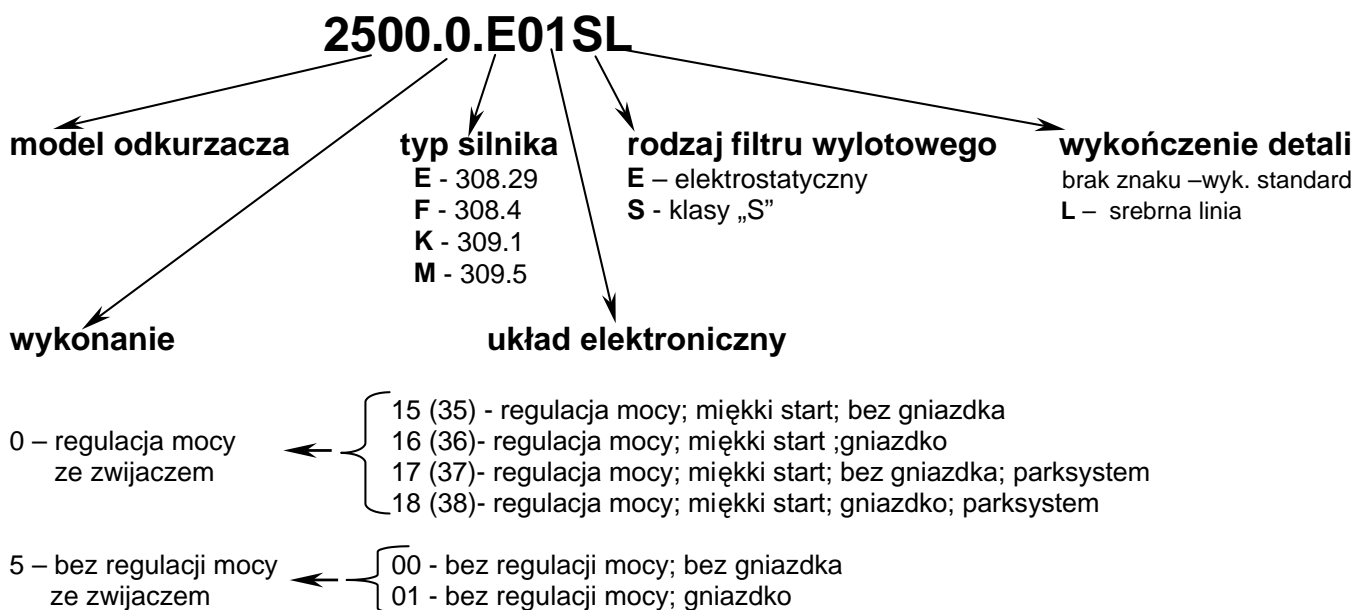 2500.0.E01SL
model odkurzacza
typ silnika
E - 308.29
F - 308.4
K - 309.1
M - 309.5
rodzaj filtru wylotowego
E – elektrostatyczny
S - klasy „S”
wykończenie detali
brak znaku –wyk. standard
L – srebrna linia
wykonanie
układ elektroniczny
0 – regulacja mocy
ze zwijaczem
15 (35) - regulacja mocy; miękki start; bez gniazdka
16 (36)- regulacja mocy; miękki start ;gniazdko
17 (37)- regulacja mocy; miękki start; bez gniazdka; parksystem
18 (38)- regulacja mocy; miękki start; gniazdko; parksystem
5 – bez regulacji mocy
ze zwijaczem
00 - bez regulacji mocy; bez gniazdka
01 - bez regulacji mocy; gniazdko